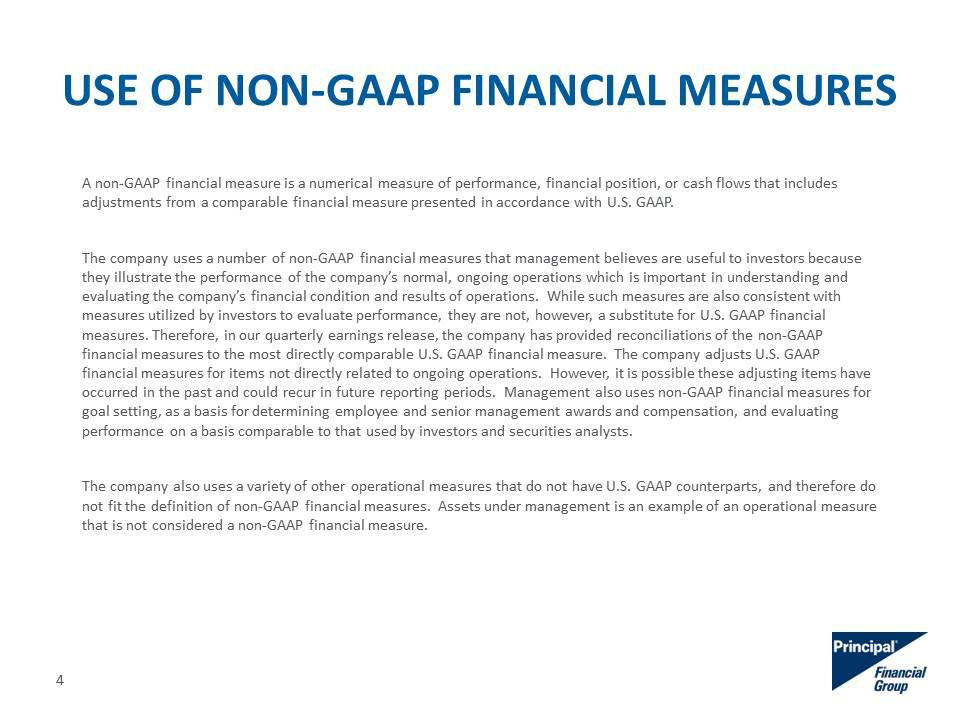 USE OF NON-GAAP FINANCIAL MEASURES
A non-GAAP financial measure is a numerical measure of performance, financial position, or cash flows that includes
adjustments from a comparable financial measure presented in accordance with U.S. GAAP.
The company uses a number of non-GAAP financial measures that management believes are useful to investors because
they illustrate the performance of the company’s normal, ongoing operations which is important in understanding and
evaluating the company’s financial condition and results of operations.  While such measures are also consistent with
measures utilized by investors to evaluate performance, they are not, however, a substitute for U.S. GAAP financial
measures. Therefore, in our quarterly earnings release, the company has provided reconciliations of the non-GAAP
financial measures to the most directly comparable U.S. GAAP financial measure.  The company adjusts U.S. GAAP
financial measures for items not directly related to ongoing operations.  However, it is possible these adjusting items have
occurred in the past and could recur in future reporting periods.  Management also uses non-GAAP financial measures for
goal setting, as a basis for determining employee and senior management awards and compensation, and evaluating
performance on a basis comparable to that used by investors and securities analysts.
The company also uses a variety of other operational measures that do not have U.S. GAAP counterparts, and therefore do
not fit the definition of non-GAAP financial measures.  Assets under management is an example of an operational measure
that is not considered a non-GAAP financial measure.
Principal®
Financial
Group
4